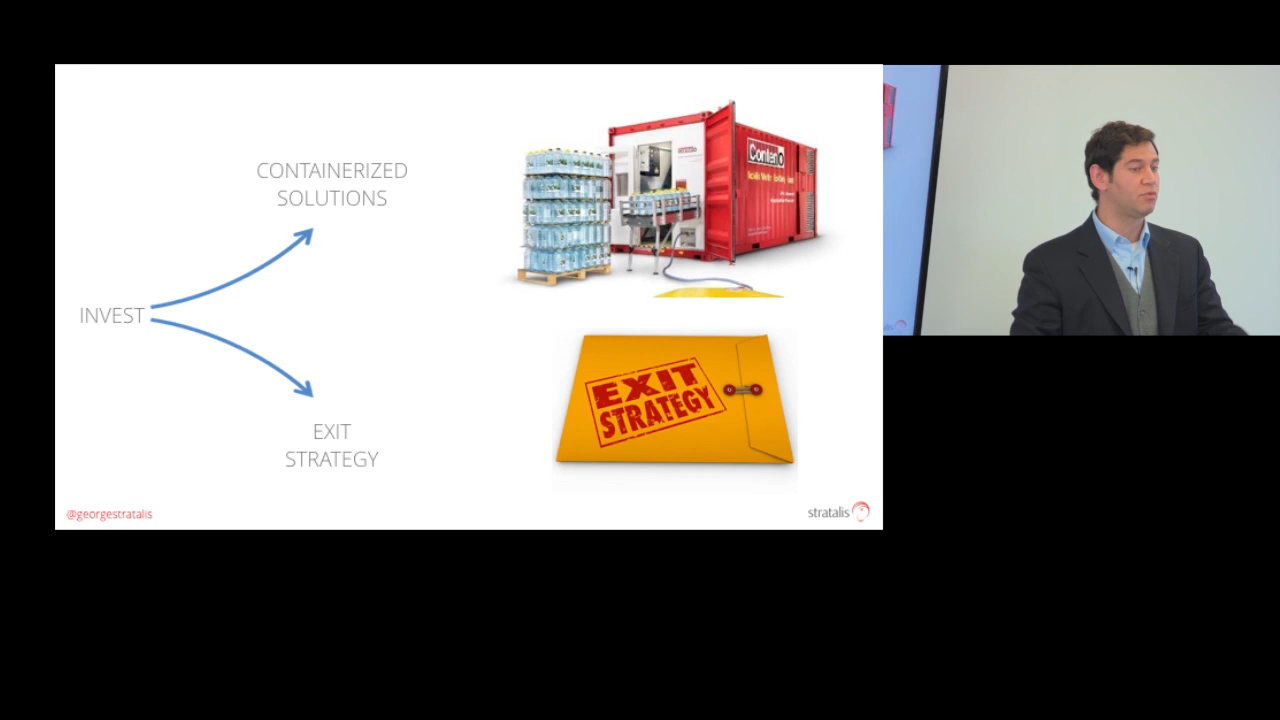 CONTAINERIZED
SOLUTIONS
INVEST
EXIT
STRATEGY
ContenO
EXIT
STRATEGY
@georgestratalis
stratalis